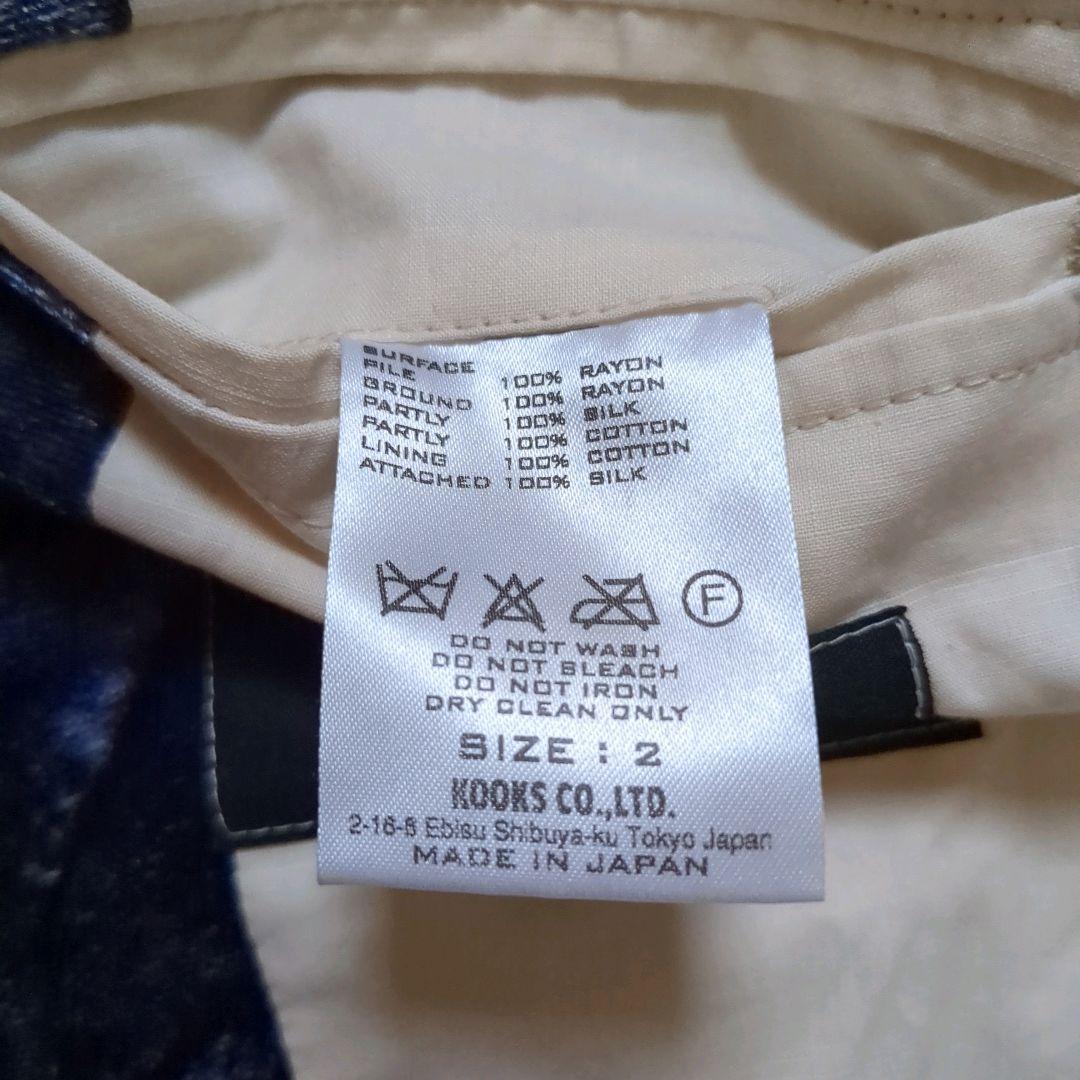 SURFACE
PILE 100% RAYON
GROUND 100% RAYON
PARTLY 100% SILK
PARTLY 100% COTTON
LINING 100% COTTON
ATTACHED 100% SILK
F
DO NOT WASH
DO NOT BLEACH
DO NOT IRON
DRY CLEAN ONLY
SIZE : 2
KOOKS CO.,LTD.
2-16-8 Ebisu Shibuya-ku Tokyo Japan
MADE IN JAPAN